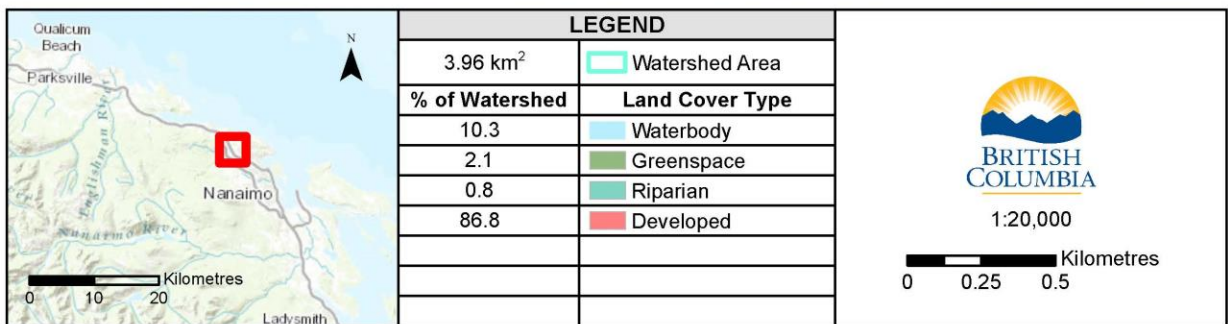 Qualicum
Beach
Parksville
Englishman River
Nanaimo
Nanaimo River
N
Kilometres
0 10 20
Ladysmith
LEGEND
3.96 km² Watershed Area
% of Watershed Land Cover Type
10.3 Waterbody
2.1 Greenspace
0.8 Riparian
86.8 Developed
BRITISH
COLUMBIA
1:20,000
Kilometres
0 0.25 0.5